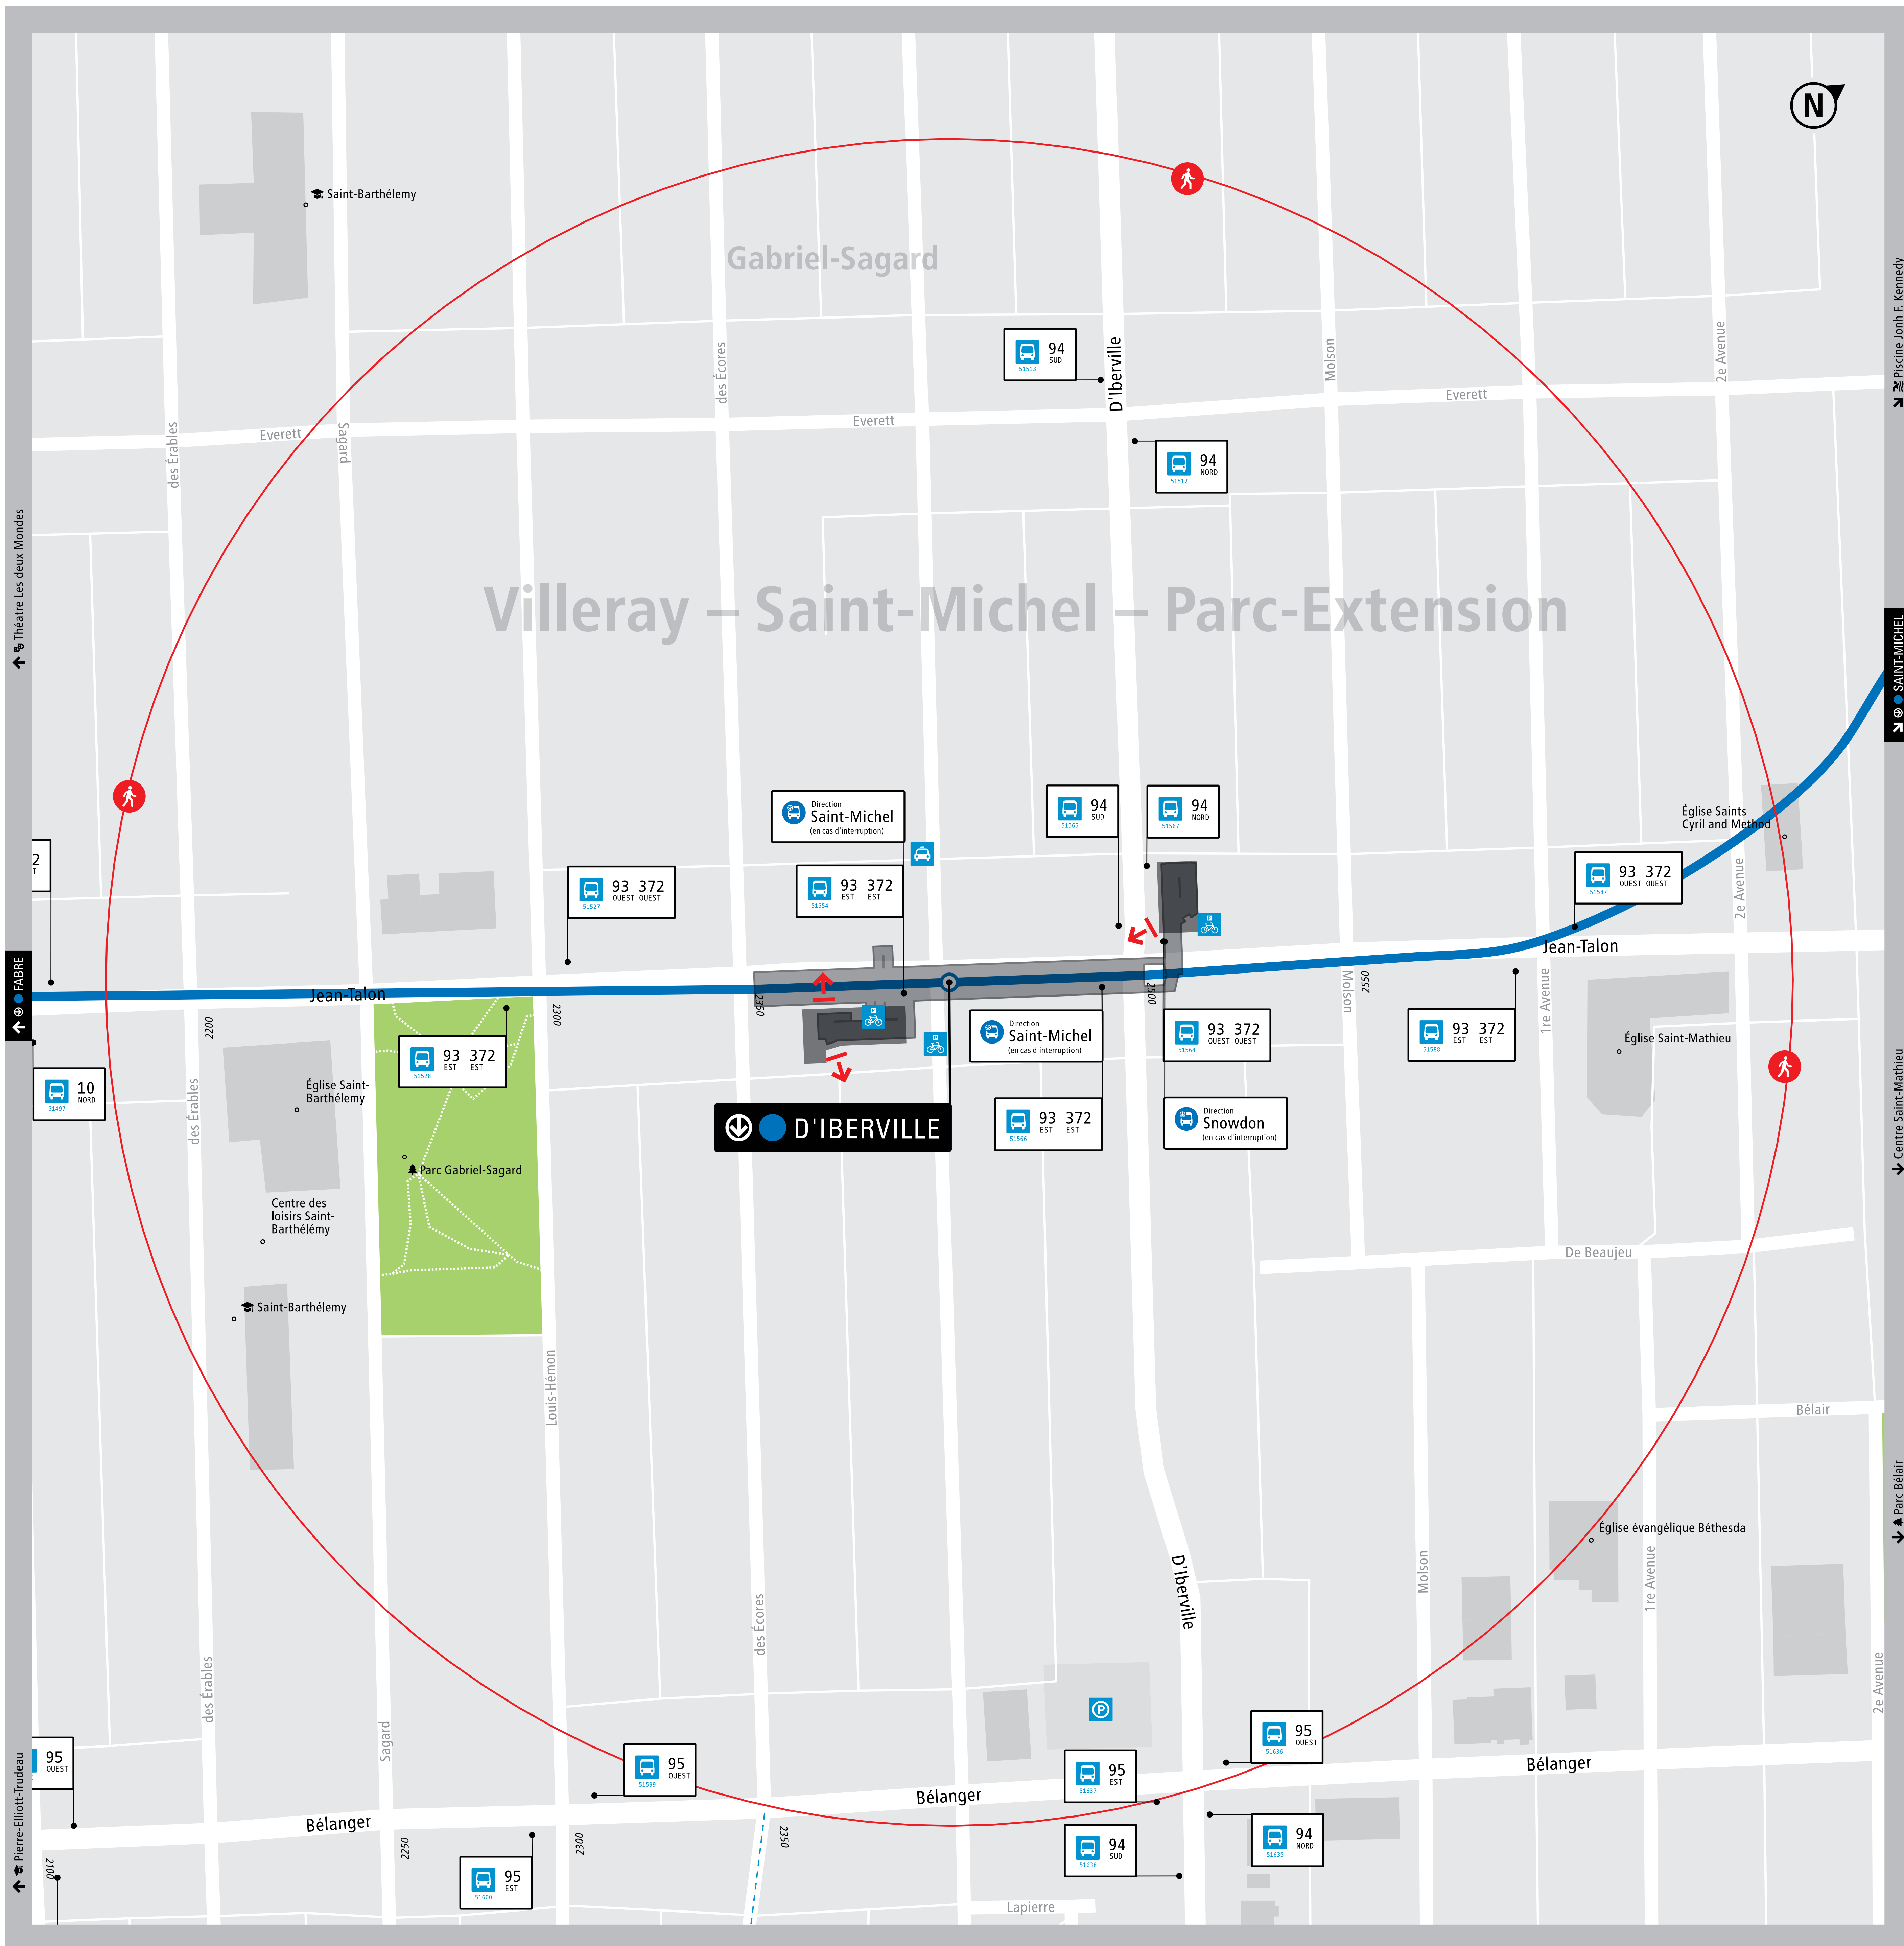 N
Saint-Barthélemy
Gabriel-Sagard
94
SUD
51513
D'Iberville
des Écores
Molson
2e Avenue
Everett
Everett
Everett
des Érables
Sagard
94
NORD
51512
Piscine Jonh F. Kennedy
Théatre Les deux Mondes
Villeray – Saint-Michel – Parc-Extension
SAINT-MICHEL
Direction
Saint-Michel
(en cas d'interruption)
94
SUD
51565
94
NORD
51567
Église Saints
Cyril and Method
2
T
93 372
OUEST OUEST
51527
93 372
EST EST
51554
93 372
OUEST OUEST
51587
2e Avenue
Jean-Talon
Jean-Talon
FABRE
2200
2300
2350
2500
Molson
2550
1re Avenue
93 372
EST EST
51528
Direction
Saint-Michel
(en cas d'interruption)
93 372
OUEST OUEST
51564
93 372
EST EST
51588
Église Saint-Mathieu
10
NORD
51497
des Érables
Église Saint-
Barthélemy
Parc Gabriel-Sagard
D'IBERVILLE
93 372
EST EST
51566
Direction
Snowdon
(en cas d'interruption)
Centre Saint-Mathieu
Centre des
loisirs Saint-
Barthélémy
De Beaujeu
Saint-Barthélemy
Louis-Hémon
Bélair
Parc Bélair
Église évangélique Béthesda
D'Iberville
Molson
1re Avenue
des Écores
des Érables
Sagard
2e Avenue
P
95
OUEST
95
OUEST
51599
95
EST
51637
95
OUEST
51636
Bélanger
Bélanger
Bélanger
Pierre-Elliott-Trudeau
2100
2250
2300
2350
95
EST
51600
94
SUD
51638
94
NORD
51635
Lapierre